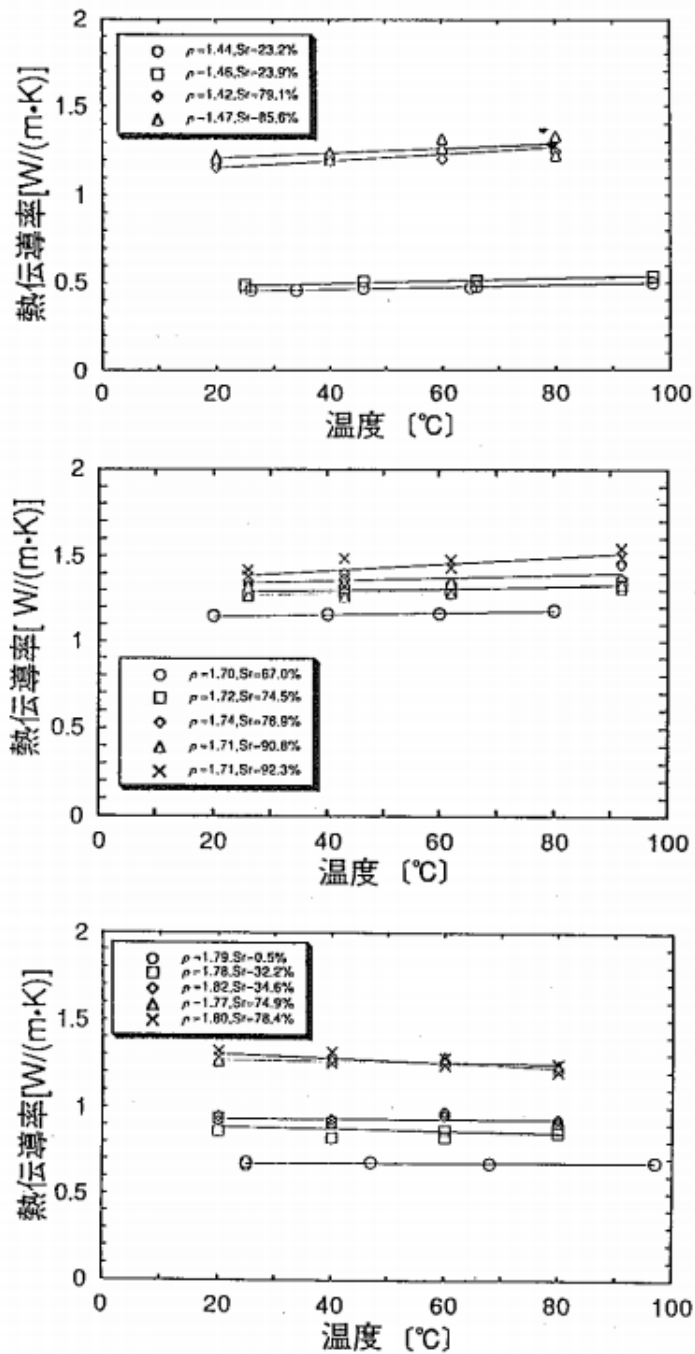 2
1.5
1
0.5
0
熱伝導率[W/(m•K)]
ρ=1.44,Sr=23.2%
ρ=1.46,Sr=23.9%
ρ=1.42,Sr=79.1%
ρ=1.47,Sr=85.6%
0 20 40 60 80 100
温度 〔℃〕
2
1.5
1
0.5
0
熱伝導率[ W/(m•K)]
ρ=1.70,Sr=67.0%
ρ=1.72,Sr=74.5%
ρ=1.74,Sr=76.9%
ρ=1.71,Sr=90.8%
ρ=1.71,Sr=92.3%
0 20 40 60 80 100
温度 〔℃〕
2
1.5
1
0.5
0
熱伝導率[W/(m•K)]
ρ=1.79,Sr=0.5%
ρ=1.78,Sr=32.2%
ρ=1.82,Sr=34.6%
ρ=1.77,Sr=74.9%
ρ=1.80,Sr=78.4%
0 20 40 60 80 100
温度 〔℃〕